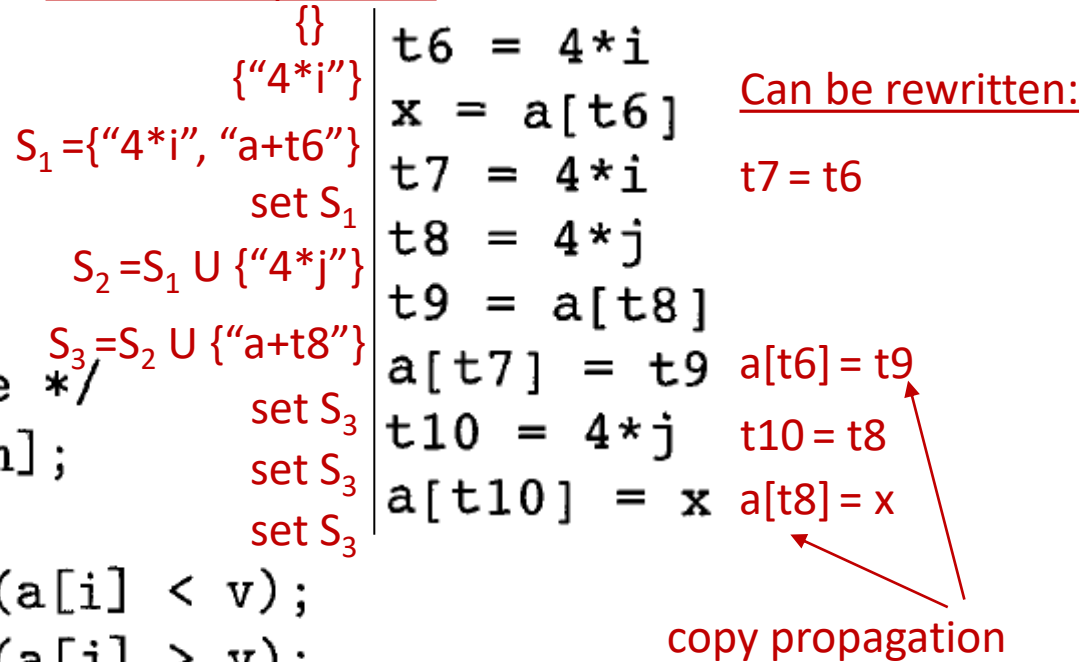 {}
t6 = 4*i
{“4*i”}
Can be rewritten:
x = a[t6]
S1 ={“4*i”, “a+t6”}
t7 = 4*i
t7 = t6
set S1
t8 = 4*j
S2 =S1 U {“4*j”}
t9 = a[t8]
S3 =S2 U {“a+t8”}
a[t7] = t9
a[t6] = t9
*/
set S3
t10 = 4*j
t10 = t8
];
set S3
a[t10] = x
a[t8] = x
set S3
(a[i] < v);
(a[j] > v);
copy propagation